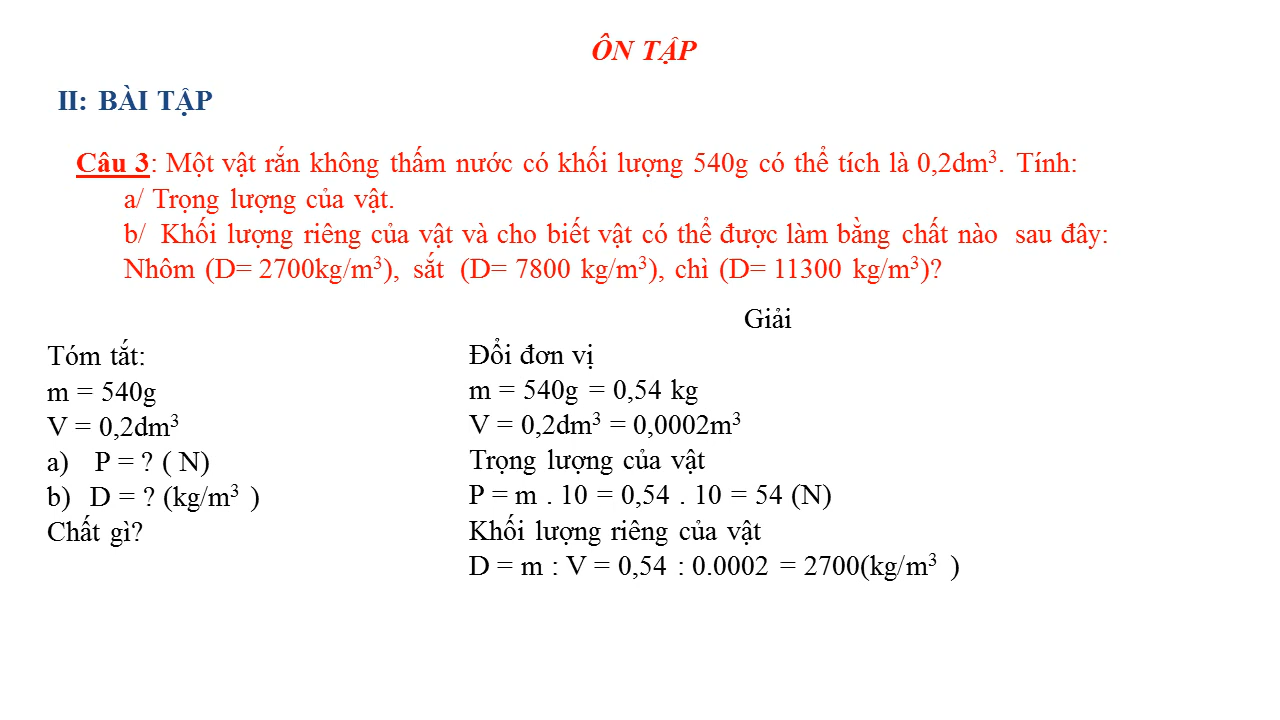 ÔN TẬP
II: BÀI TẬP
Câu 3: Một vật rắn không thấm nước có khối lượng 540g có thể tích là 0,2dm³. Tính:
a/ Trọng lượng của vật.
b/ Khối lượng riêng của vật và cho biết vật có thể được làm bằng chất nào sau đây:
Nhôm (D= 2700kg/m³), sắt (D= 7800 kg/m³), chì (D= 11300 kg/m³)?
Tóm tắt:
m = 540g
V = 0,2dm³
a) P = ? ( N)
b) D = ? (kg/m³ )
Chất gì?
Giải
Đổi đơn vị
m = 540g = 0,54 kg
V = 0,2dm³ = 0,0002m³
Trọng lượng của vật
P = m . 10 = 0,54 . 10 = 54 (N)
Khối lượng riêng của vật
D = m : V = 0,54 : 0.0002 = 2700(kg/m³ )